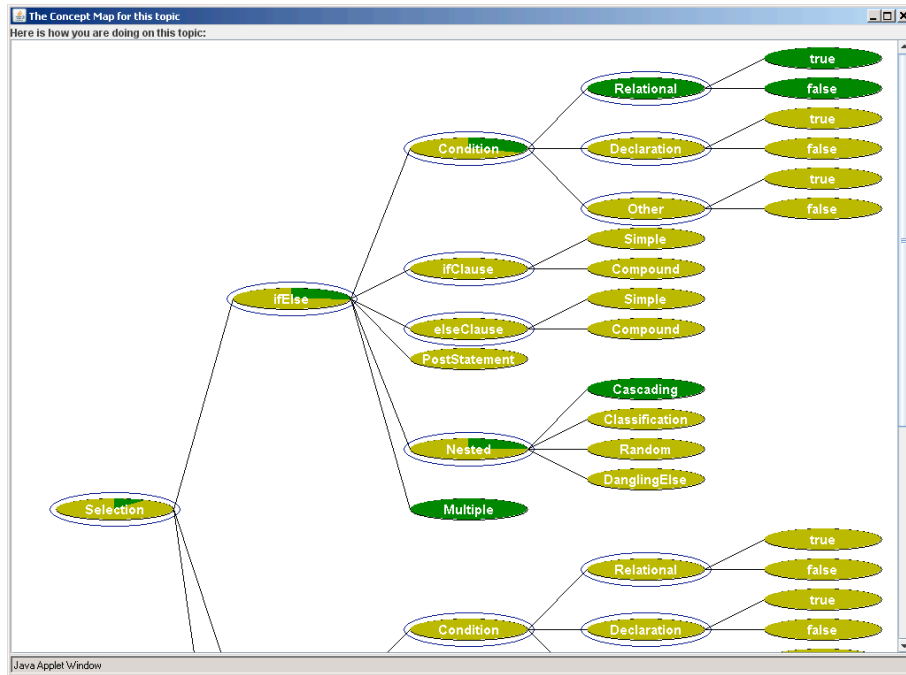 The Concept Map for this topic
Here is how you are doing on this topic:
true
Relational
false
true
Condition
Declaration
false
true
Other
false
Simple
ifClause
Compound
ifElse
Simple
elseClause
Compound
PostStatement
Cascading
Classification
Nested
Random
DanglingElse
Selection
Multiple
true
Relational
false
true
Condition
Declaration
false
Java Applet Window